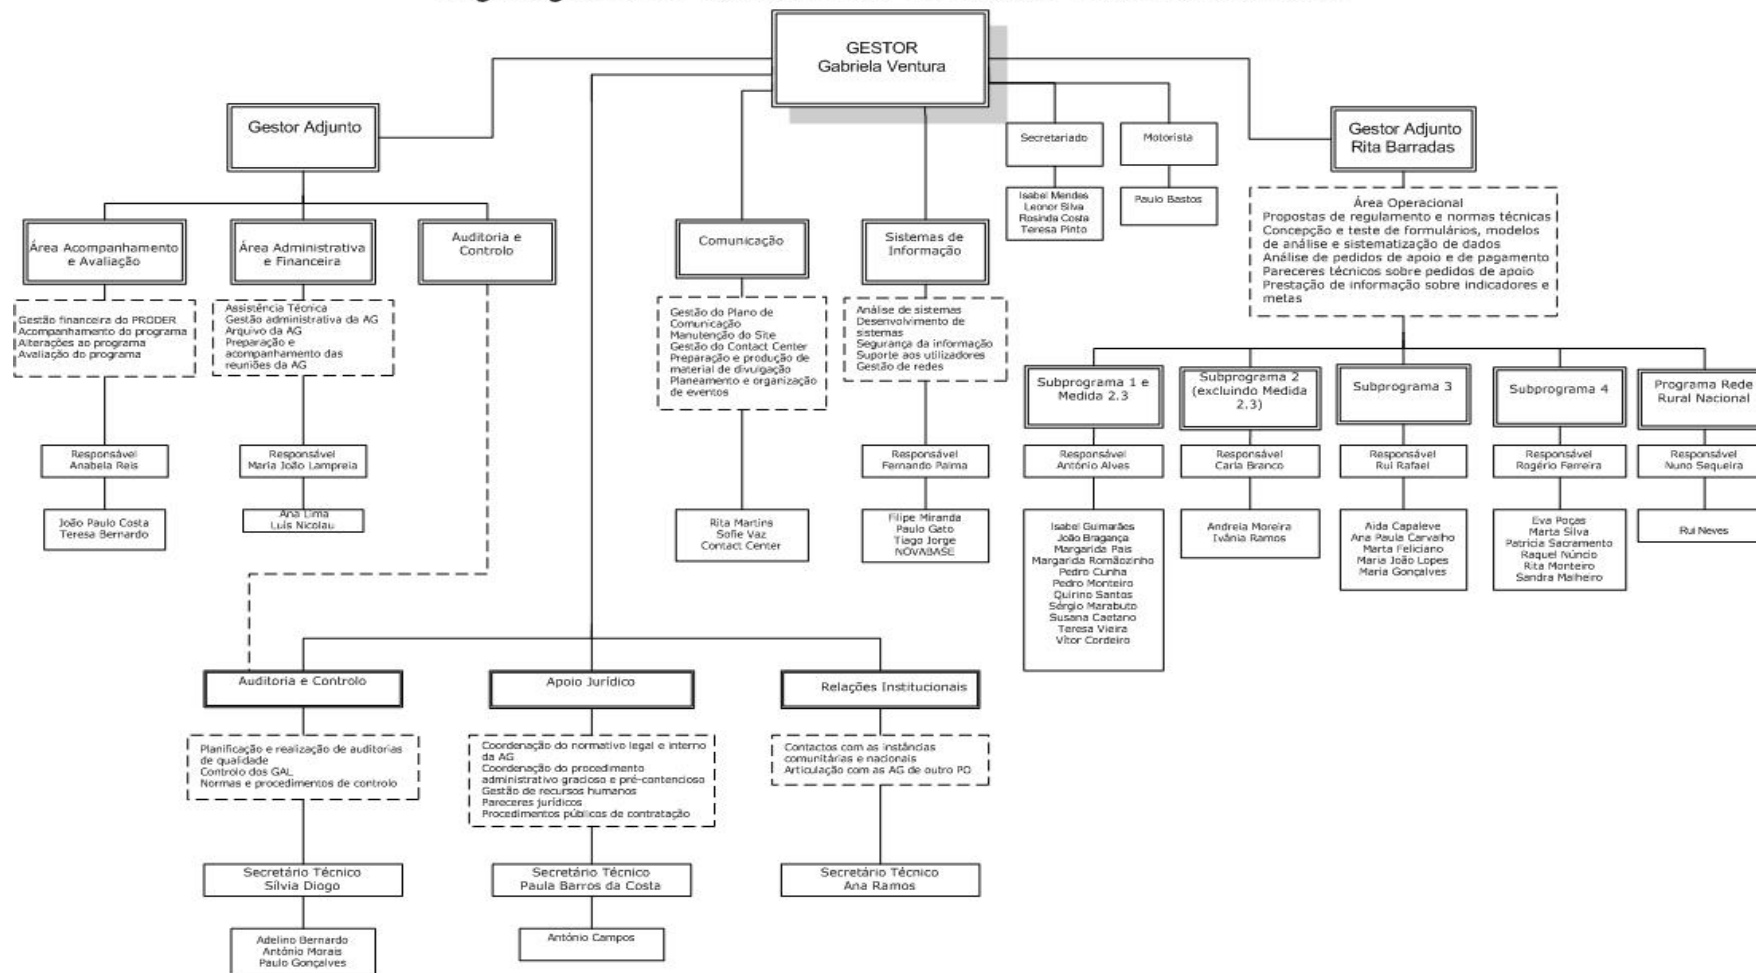 GESTOR
Gabriela Ventura
Gestor Adjunto
Secretariado
Motorista
Gestor Adjunto
Rita Barradas
Isabel Mendes
Leonor Silva
Rosinda Costa
Teresa Pinto
Paulo Bastos
Área Operacional
Propostas de regulamento e normas técnicas
Concepção e teste de formulários, modelos
de análise e sistematização de dados
Análise de pedidos de apoio e de pagamento
Pareceres técnicos sobre pedidos de apoio
Prestação de informação sobre indicadores e
metas
Área Acompanhamento
e Avaliação
Área Administrativa
e Financeira
Auditoria e
Controlo
Comunicação
Sistemas de
Informação
Gestão financeira do PRODER
Acompanhamento do programa
Alterações ao programa
Avaliação do programa
Assistência Técnica
Gestão administrativa da AG
Arquivo da AG
Preparação e
acompanhamento das
reuniões da AG
Gestão do Plano de
Comunicação
Manutenção do Site
Gestão do Contact Center
Preparação e produção de
material de divulgação
Planeamento e organização
de eventos
Análise de sistemas
Desenvolvimento de
sistemas
Segurança da informação
Suporte aos utilizadores
Gestão de redes
Subprograma 1 e
Medida 2.3
Subprograma 2
(excluindo Medida
2.3)
Subprograma 3
Subprograma 4
Programa Rede
Rural Nacional
Responsável
Anabela Reis
Responsável
Maria João Lampreia
Responsável
Fernando Palma
Responsável
António Alves
Responsável
Carla Branco
Responsável
Rui Rafael
Responsável
Rogério Ferreira
Responsável
Nuno Sequeira
João Paulo Costa
Teresa Bernardo
Ana Lima
Luís Nicolau
Rita Martins
Sofie Vaz
Contact Center
Filipe Miranda
Paulo Gato
Tiago Jorge
NOVABASE
Isabel Guimarães
João Bragança
Margarida Pais
Margarida Romãozinho
Pedro Cunha
Pedro Monteiro
Quirino Santos
Sérgio Marabuto
Susana Caetano
Teresa Vieira
Vítor Cordeiro
Andreia Moreira
Ivânia Ramos
Aida Capaleve
Ana Paula Carvalho
Marta Feliciano
Maria João Lopes
Maria Gonçalves
Eva Poças
Marta Silva
Patricia Sacramento
Raquel Núncio
Rita Monteiro
Sandra Malheiro
Rui Neves
Auditoria e Controlo
Apoio Jurídico
Relações Institucionais
Planificação e realização de auditorias
de qualidade
Controlo dos GAL
Normas e procedimentos de controlo
Coordenação do normativo legal e interno
da AG
Coordenação do procedimento
administrativo gracioso e pré-contencioso
Gestão de recursos humanos
Pareceres jurídicos
Procedimentos públicos de contratação
Contactos com as instâncias
comunitárias e nacionais
Articulação com as AG de outro PO
Secretário Técnico
Sílvia Diogo
Secretário Técnico
Paula Barros da Costa
Secretário Técnico
Ana Ramos
Adelino Bernardo
António Morais
Paulo Gonçalves
António Campos